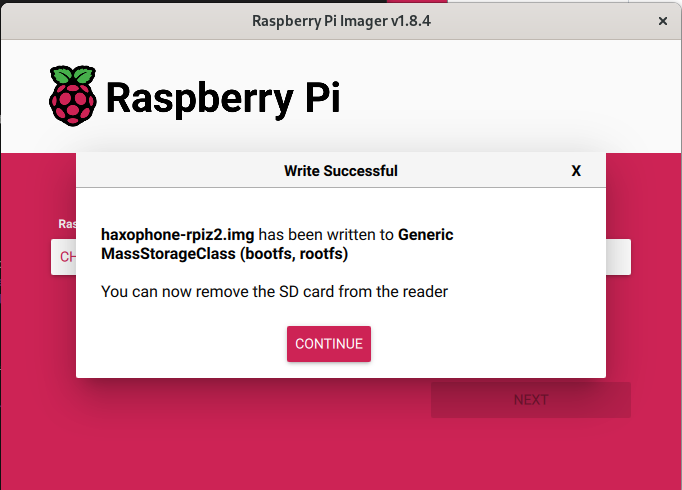 Raspberry Pi Imager v1.8.4
×
Raspberry Pi
Write Successful
X
Ras
haxophone-rpiz2.img has been written to Generic
CH
MassStorageClass (bootfs, rootfs)
You can now remove the SD card from the reader
CONTINUE
NEXT